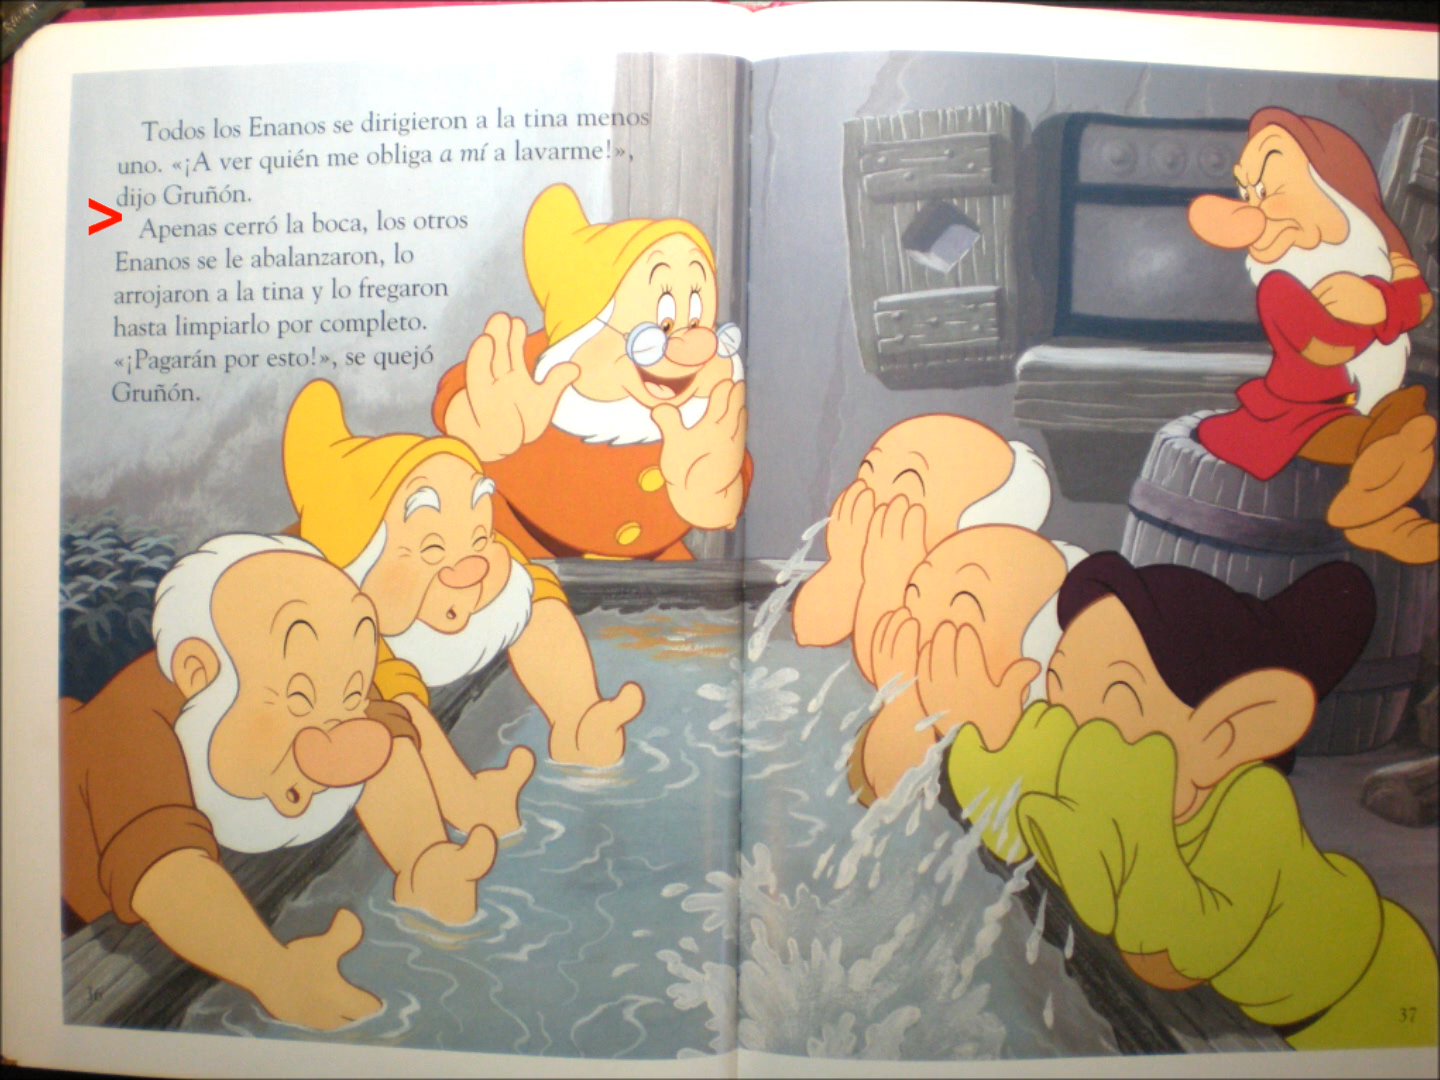 Todos los Enanos se dirigieron a la tina menos
uno. «¡A ver quién me obliga a mí a lavarme!»,
dijo Gruñón.
> Apenas cerró la boca, los otros
Enanos se le abalanzaron, lo
arrojaron a la tina y lo fregaron
hasta limpiarlo por completo.
«¡Pagarán por esto!», se quejó
Gruñón.
36
37